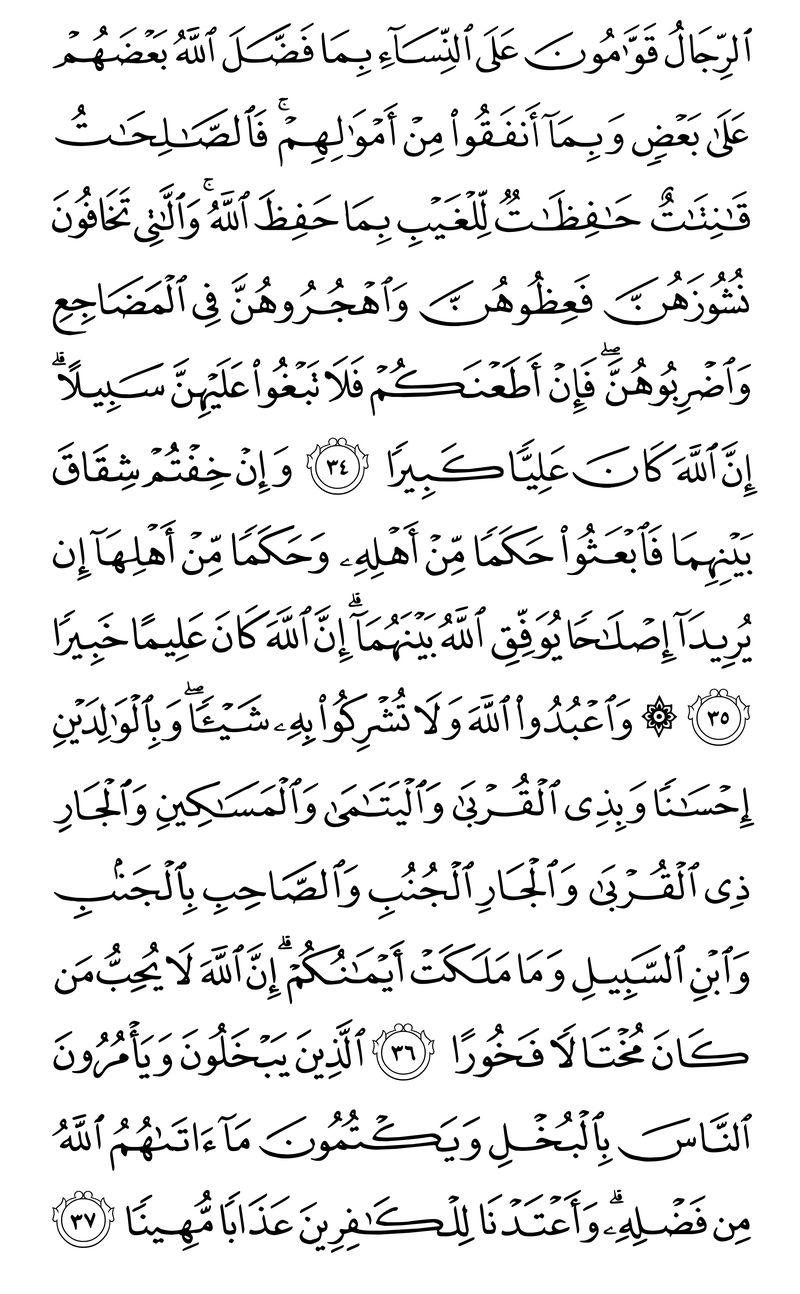 ٱلرِّجَالُ قَوَّٰمُونَ عَلَى ٱلنِّسَآءِ بِمَا فَضَّلَ ٱللَّهُ بَعْضَهُمْ
عَلَىٰ بَعْضٍ وَبِمَآ أَنفَقُوا۟ مِنْ أَمْوَٰلِهِمْ ۚ فَٱلصَّٰلِحَٰتُ
قَٰنِتَٰتٌ حَٰفِظَٰتٌ لِّلْغَيْبِ بِمَا حَفِظَ ٱللَّهُ ۚ وَٱلَّٰتِى تَخَافُونَ
نُشُوزَهُنَّ فَعِظُوهُنَّ وَٱهْجُرُوهُنَّ فِى ٱلْمَضَاجِعِ
وَٱضْرِبُوهُنَّ ۖ فَإِنْ أَطَعْنَكُمْ فَلَا تَبْغُوا۟ عَلَيْهِنَّ سَبِيلًا ۗ
إِنَّ ٱللَّهَ كَانَ عَلِيًّا كَبِيرًا ٣٤ وَإِنْ خِفْتُمْ شِقَاقَ
بَيْنِهِمَا فَٱبْعَثُوا۟ حَكَمًا مِّنْ أَهْلِهِۦ وَحَكَمًا مِّنْ أَهْلِهَآ إِن
يُرِيدَآ إِصْلَٰحًا يُوَفِّقِ ٱللَّهُ بَيْنَهُمَآ ۗ إِنَّ ٱللَّهَ كَانَ عَلِيمًا خَبِيرًا
٣٥ ۞ وَٱعْبُدُوا۟ ٱللَّهَ وَلَا تُشْرِكُوا۟ بِهِۦ شَيْـًٔا ۖ وَبِٱلْوَٰلِدَيْنِ
إِحْسَٰنًا وَبِذِى ٱلْقُرْبَىٰ وَٱلْيَتَٰمَىٰ وَٱلْمَسَٰكِينِ وَٱلْجَارِ
ذِى ٱلْقُرْبَىٰ وَٱلْجَارِ ٱلْجُنُبِ وَٱلصَّاحِبِ بِٱلْجَنۢبِ
وَٱبْنِ ٱلسَّبِيلِ وَمَا مَلَكَتْ أَيْمَٰنُكُمْ ۗ إِنَّ ٱللَّهَ لَا يُحِبُّ مَن
كَانَ مُخْتَالًا فَخُورًا ٣٦ ٱلَّذِينَ يَبْخَلُونَ وَيَأْمُرُونَ
ٱلنَّاسَ بِٱلْبُخْلِ وَيَكْتُمُونَ مَآ ءَاتَىٰهُمُ ٱللَّهُ
مِن فَضْلِهِۦ ۗ وَأَعْتَدْنَا لِلْكَٰفِرِينَ عَذَابًا مُّهِينًا ٣٧